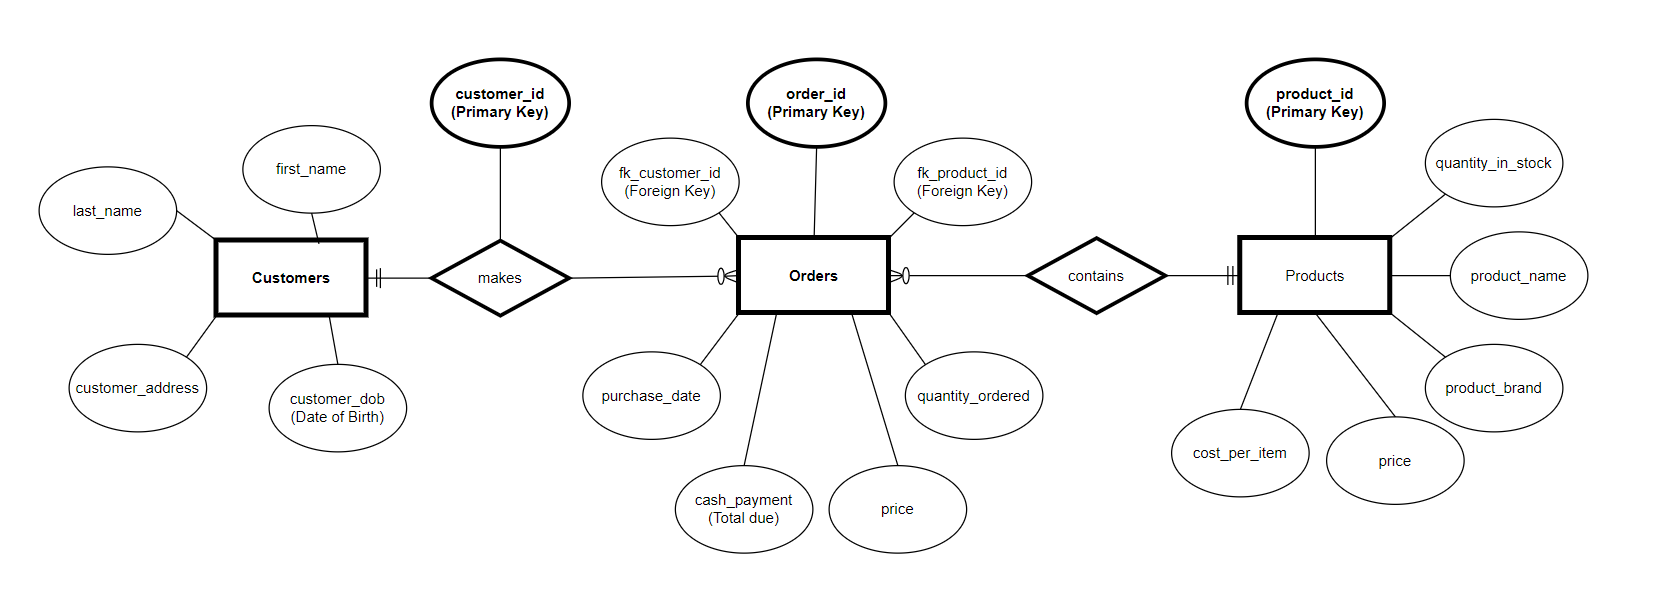 customer_id
(Primary Key)
order_id
(Primary Key)
product_id
(Primary Key)
first_name
last_name
fk_customer_id
(Foreign Key)
fk_product_id
(Foreign Key)
quantity_in_stock
Customers
makes
Orders
contains
Products
product_name
customer_address
customer_dob
(Date of Birth)
purchase_date
quantity_ordered
product_brand
cost_per_item
price
cash_payment
(Total due)
price